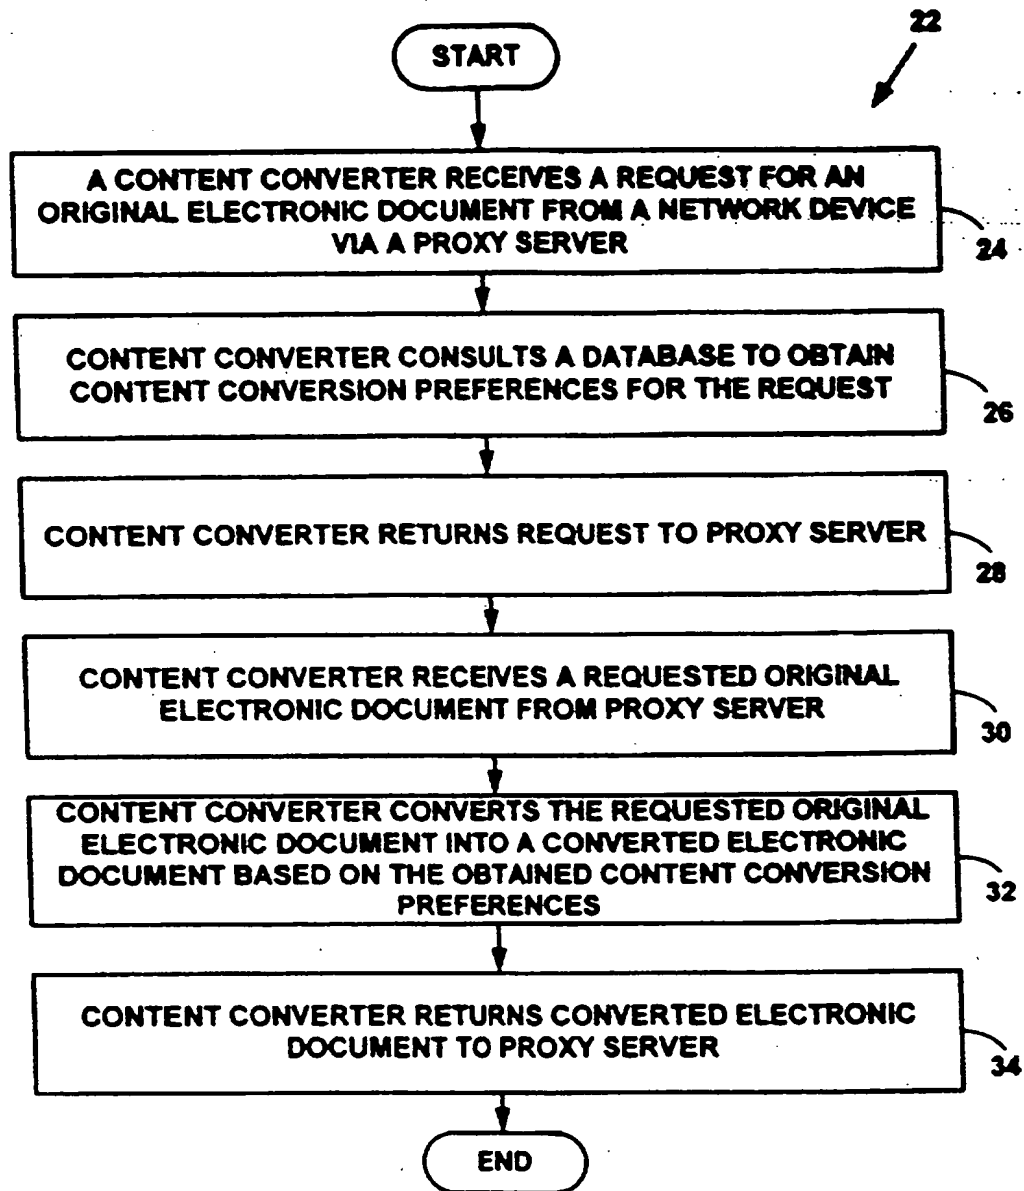 22
START
A CONTENT CONVERTER RECEIVES A REQUEST FOR AN
ORIGINAL ELECTRONIC DOCUMENT FROM A NETWORK DEVICE
VIA A PROXY SERVER
24
CONTENT CONVERTER CONSULTS A DATABASE TO OBTAIN
CONTENT CONVERSION PREFERENCES FOR THE REQUEST
26
CONTENT CONVERTER RETURNS REQUEST TO PROXY SERVER
28
CONTENT CONVERTER RECEIVES A REQUESTED ORIGINAL
ELECTRONIC DOCUMENT FROM PROXY SERVER
30
CONTENT CONVERTER CONVERTS THE REQUESTED ORIGINAL
ELECTRONIC DOCUMENT INTO A CONVERTED ELECTRONIC
DOCUMENT BASED ON THE OBTAINED CONTENT CONVERSION
PREFERENCES
32
CONTENT CONVERTER RETURNS CONVERTED ELECTRONIC
DOCUMENT TO PROXY SERVER
34
END